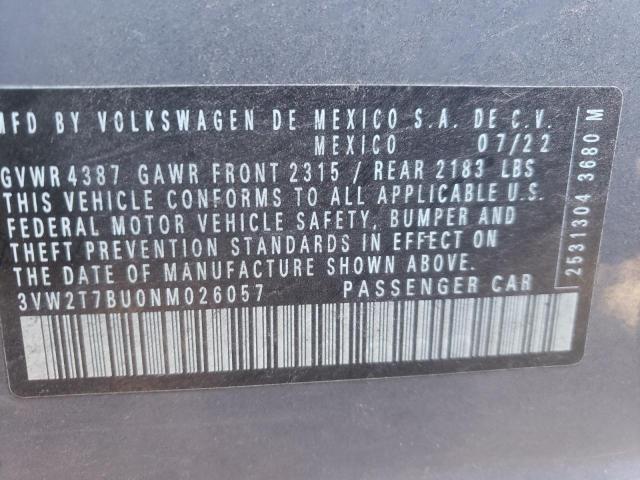 MFD BY VOLKSWAGEN DE MEXICO S.A. DE C.V.
MEXICO 07/22
GVWR 4387 GAWR FRONT 2315 / REAR 2183 LBS
THIS VEHICLE CONFORMS TO ALL APPLICABLE U.S.
FEDERAL MOTOR VEHICLE SAFETY, BUMPER AND
THEFT PREVENTION STANDARDS IN EFFECT ON
THE DATE OF MANUFACTURE SHOWN ABOVE.
3VW2T7BU0NM026057 PASSENGER CAR
2531304 3680 M